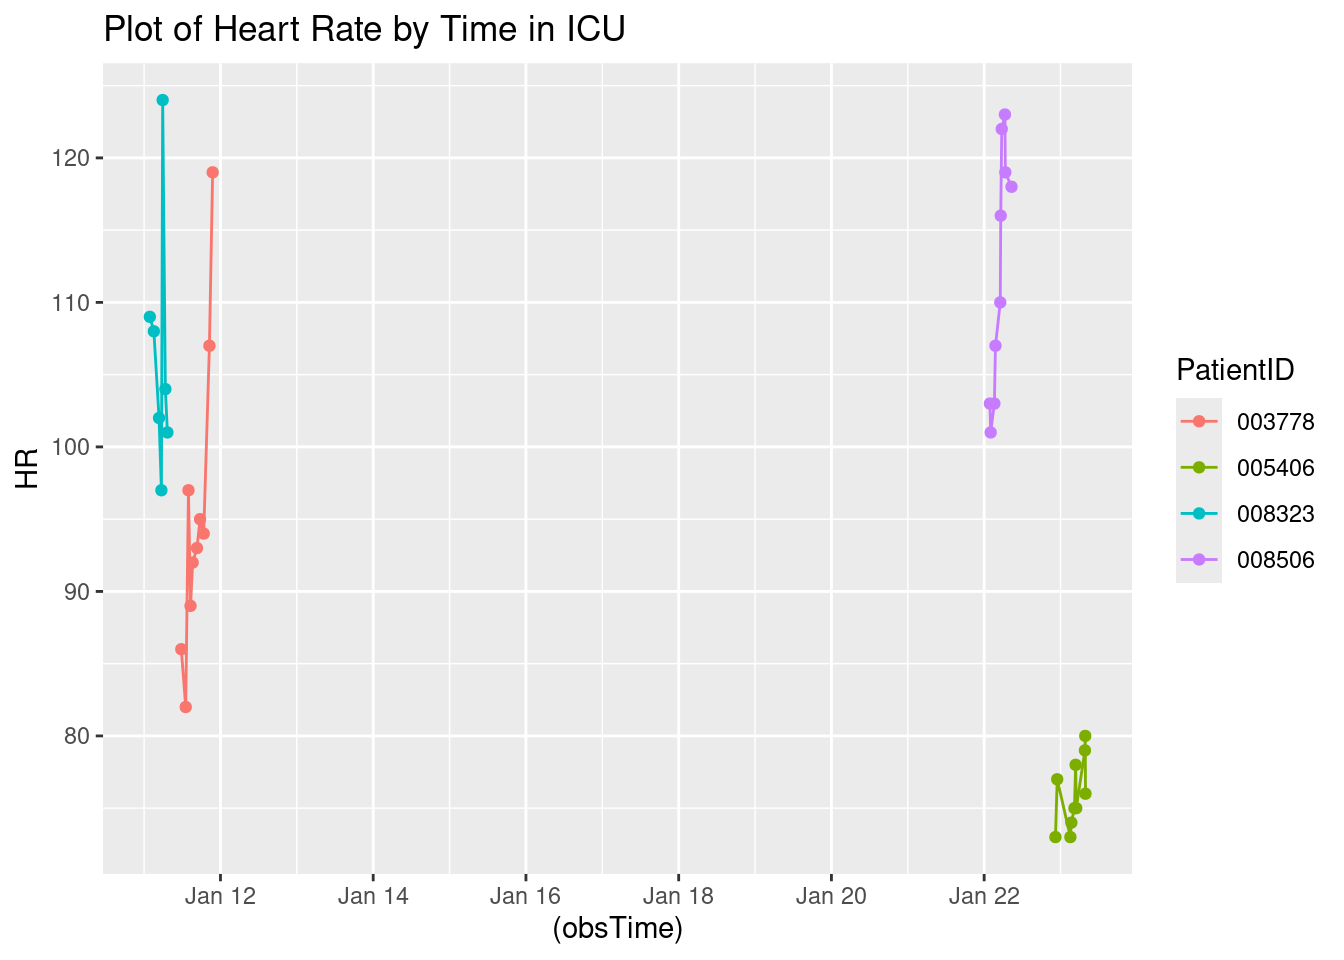 Plot of Heart Rate by Time in ICU
120
110
100
90
80
HR
Jan 12 Jan 14 Jan 16 Jan 18 Jan 20 Jan 22
(obsTime)
PatientID
003778
005406
008323
008506